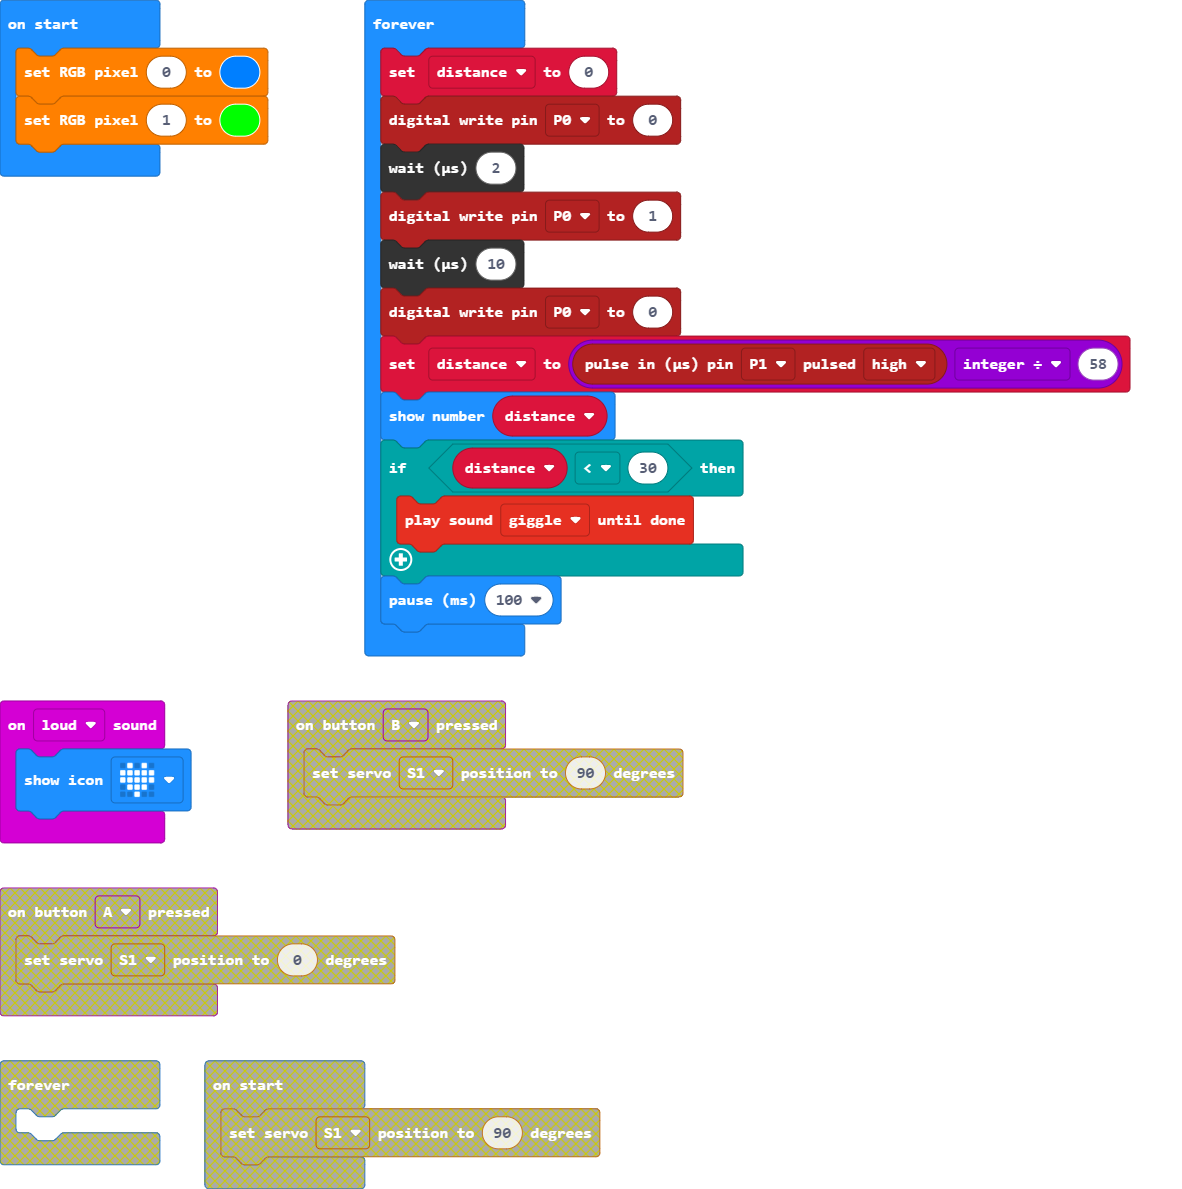 on start
set RGB pixel 0 to
set RGB pixel 1 to
forever
set distance to 0
digital write pin P0 to 0
wait (µs) 2
digital write pin P0 to 1
wait (µs) 10
digital write pin P0 to 0
set distance to pulse in (µs) pin P1 pulsed high integer ÷ 58
show number distance
if distance < 30 then
play sound giggle until done
pause (ms) 100
on loud sound
show icon
on button B pressed
set servo S1 position to 90 degrees
on button A pressed
set servo S1 position to 0 degrees
forever
on start
set servo S1 position to 90 degrees